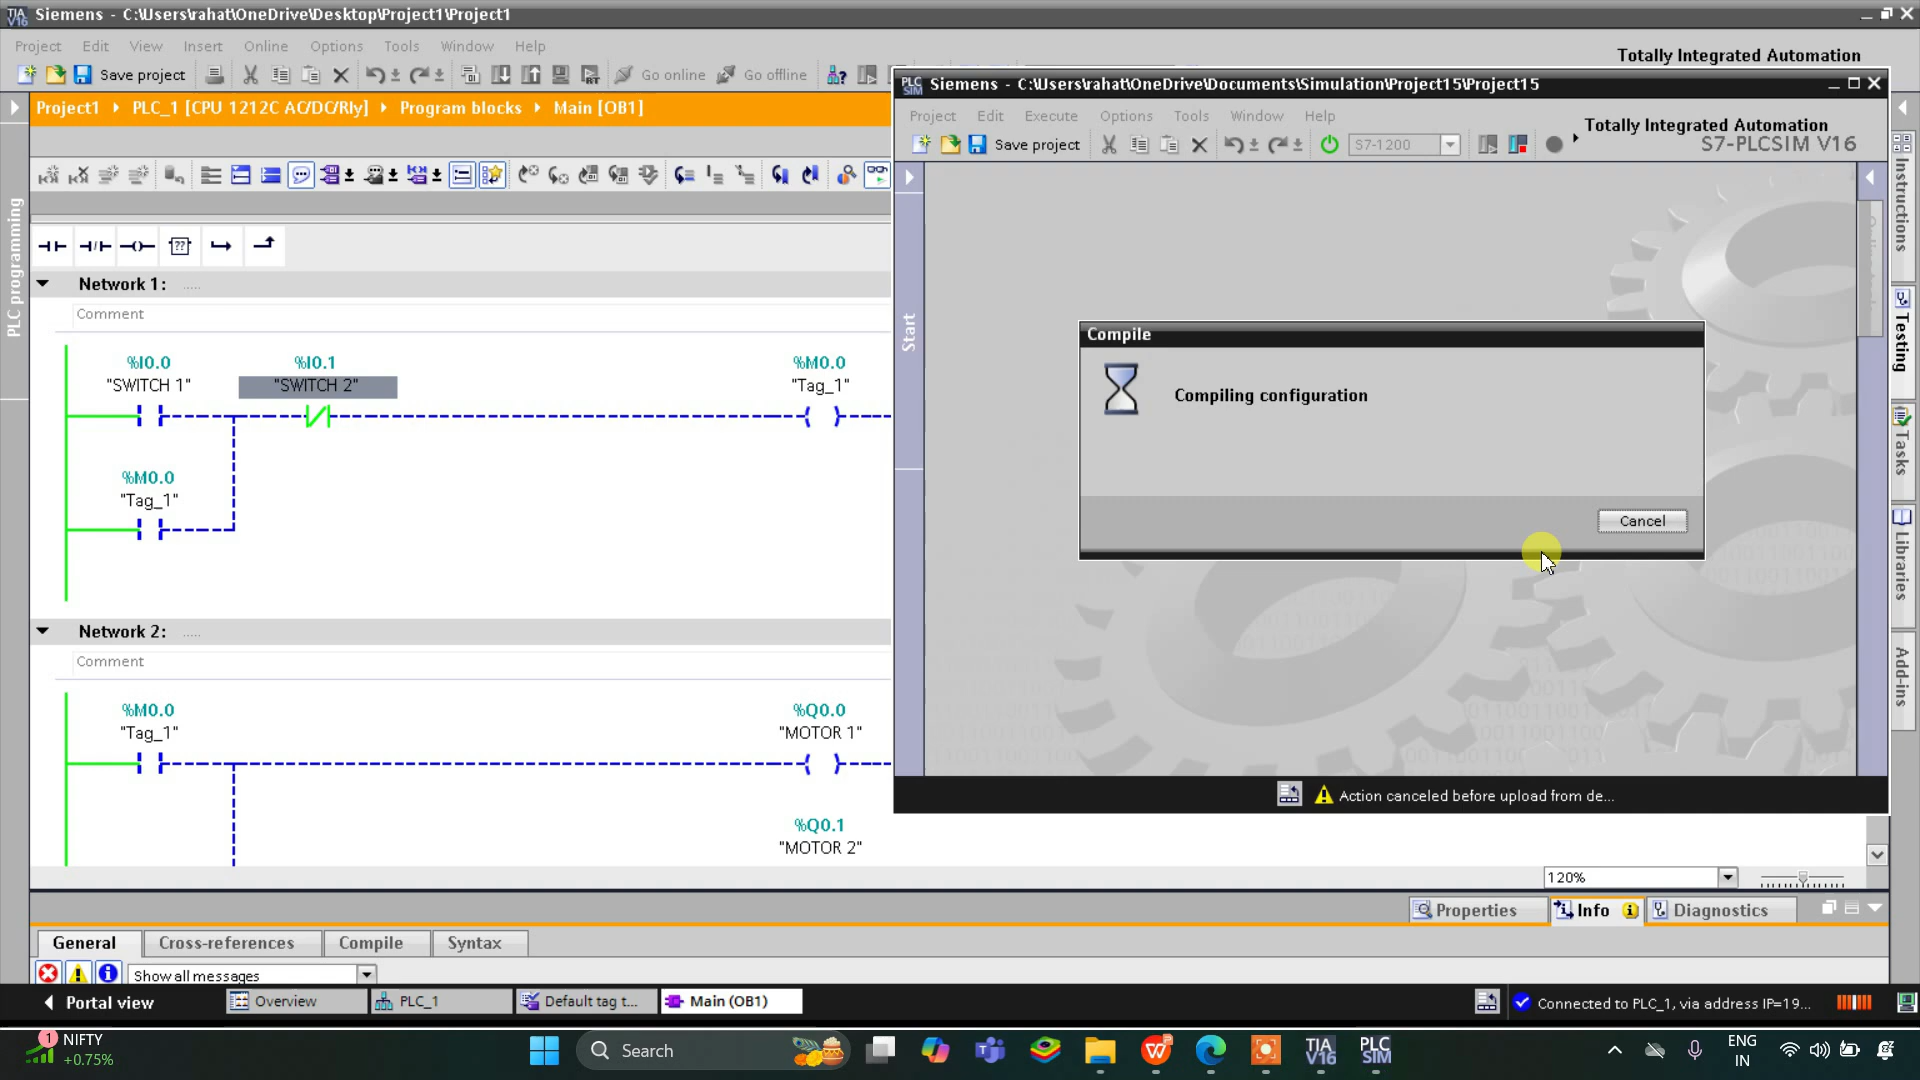 Siemens - C:\Users\rahat\OneDrive\Desktop\Project1\Project1
Project Edit View Insert Online Options Tools Window Help
Totally Integrated Automation
Save project
Go online
Go offline
Project1 PLC_1 [CPU 1212C AC/DC/Rly] Program blocks Main [OB1]
PLC programming
Network 1: .....
Comment
%I0.0
"SWITCH 1"
%I0.1
"SWITCH 2"
%M0.0
"Tag_1"
%M0.0
"Tag_1"
Network 2: .....
Comment
%M0.0
"Tag_1"
%Q0.0
"MOTOR 1"
%Q0.1
"MOTOR 2"
Siemens - C:\Users\rahat\OneDrive\Documents\Simulation\Project15\Project15
Project Edit Execute Options Tools Window Help
Totally Integrated Automation
S7-PLCSIM V16
Save project
S7-1200
Start
Compile
Compiling configuration
Cancel
Action canceled before upload from de...
Instructions
Testing
Tasks
Libraries
Add-ins
120%
Properties Info Diagnostics
General Cross-references Compile Syntax
Show all messages
Portal view Overview PLC_1 Default tag t... Main (OB1)
Connected to PLC_1, via address IP=19...
1
NIFTY
+0.75%
Search
TIA
V16
PLC
SIM
ENG
IN